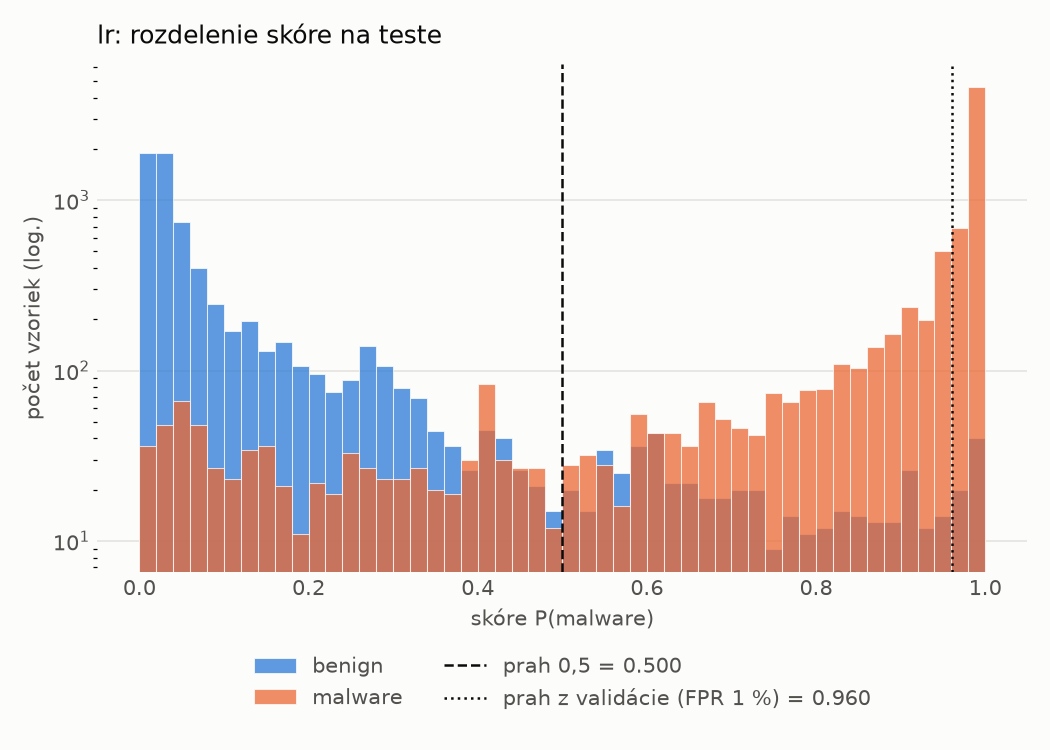 lr: rozdelenie skóre na teste
počet vzoriek (log.)
10³
10²
10¹
0.0 0.2 0.4 0.6 0.8 1.0
skóre P(malware)
benign
malware
prah 0,5 = 0.500
prah z validácie (FPR 1 %) = 0.960